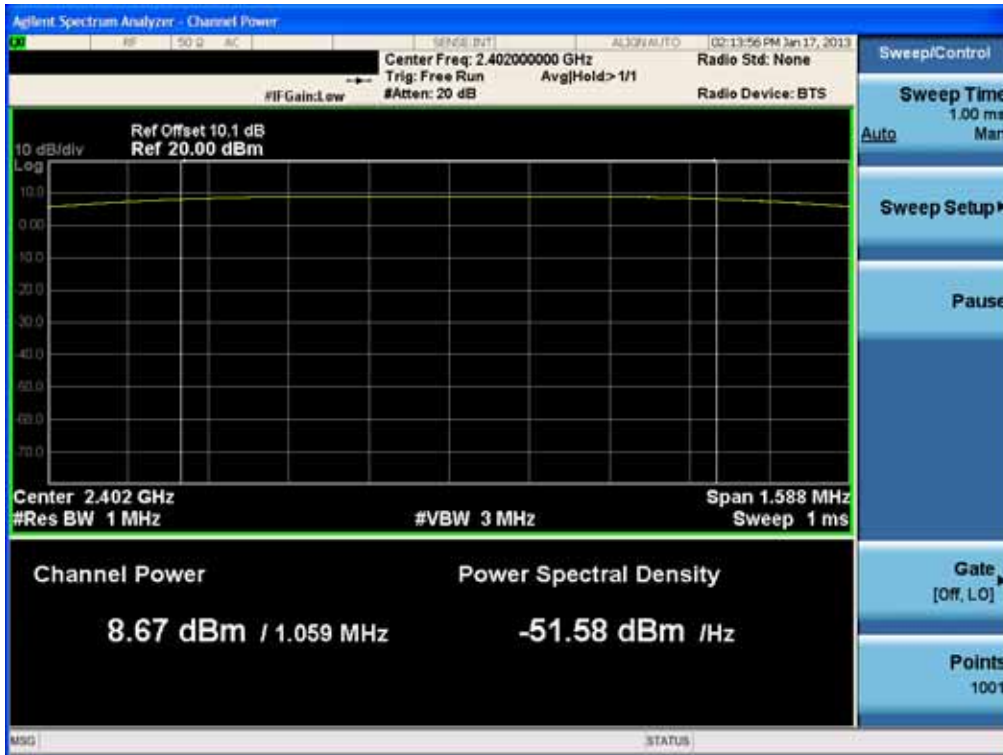 Agilent Spectrum Analyzer - Channel Power
RF 50 Ω AC SENSE:INT ALIGN AUTO 02:13:56 PM Jan 17, 2013
Center Freq: 2.402000000 GHz Radio Std: None
Trig: Free Run Avg|Hold:> 1/1
#IFGain:Low #Atten: 20 dB Radio Device: BTS
Ref Offset 10.1 dB
10 dB/div Ref 20.00 dBm
Log
10.0
0.00
-10.0
-20.0
-30.0
-40.0
-50.0
-60.0
-70.0
Center 2.402 GHz Span 1.588 MHz
#Res BW 1 MHz #VBW 3 MHz Sweep 1 ms
Channel Power Power Spectral Density
8.67 dBm / 1.059 MHz -51.58 dBm /Hz
MSG STATUS
Sweep/Control
Sweep Time
1.00 ms
Auto Man
Sweep Setup
Pause
Gate
[Off, LO]
Points
1001